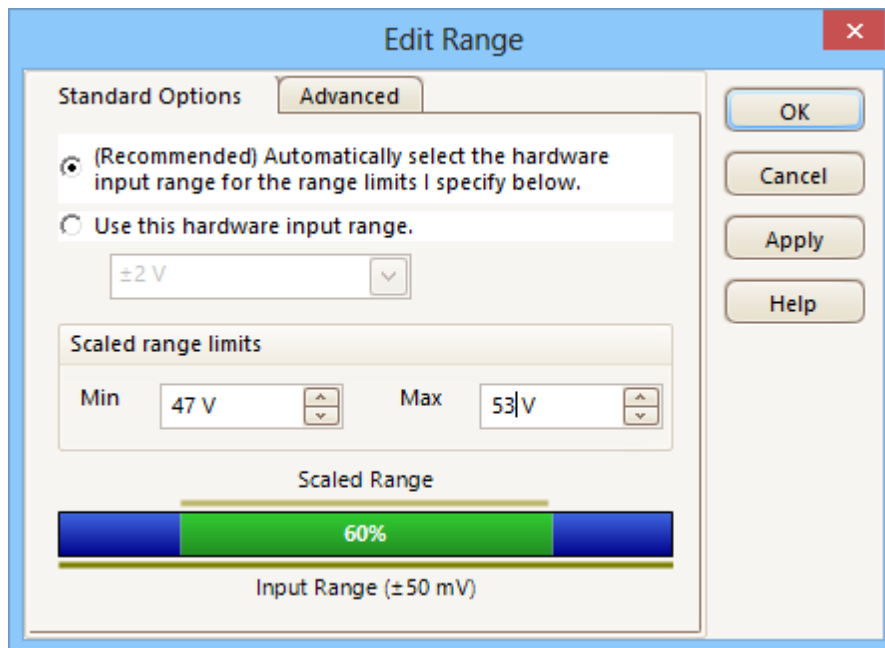 Edit Range
Standard Options
Advanced
(Recommended) Automatically select the hardware
input range for the range limits I specify below.
Use this hardware input range.
±2 V
Scaled range limits
Min
47 V
Max
53 V
Scaled Range
60%
Input Range (±50 mV)
OK
Cancel
Apply
Help